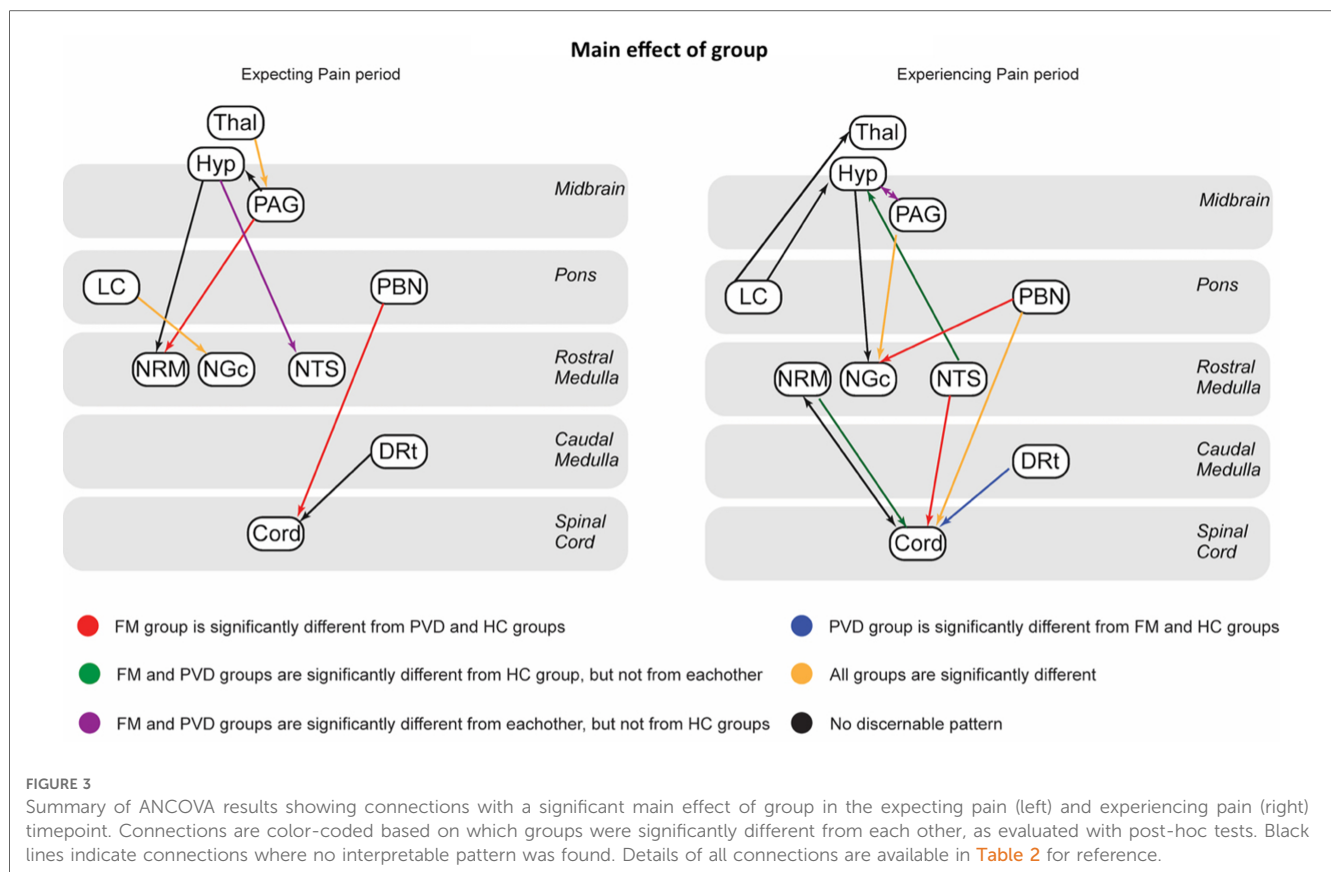 Main effect of group
Expecting Pain period
Thal
Hyp
Midbrain
PAG
LC
PBN
Pons
NRM
NGc
NTS
Rostral
Medulla
DRt
Caudal
Medulla
Cord
Spinal
Cord
Experiencing Pain period
Thal
Hyp
Midbrain
PAG
LC
PBN
Pons
NRM
NGc
NTS
Rostral
Medulla
DRt
Caudal
Medulla
Cord
Spinal
Cord
FM group is significantly different from PVD and HC groups
FM and PVD groups are significantly different from HC group, but not from eachother
FM and PVD groups are significantly different from eachother, but not from HC groups
PVD group is significantly different from FM and HC groups
All groups are significantly different
No discernable pattern
FIGURE 3
Summary of ANCOVA results showing connections with a significant main effect of group in the expecting pain (left) and experiencing pain (right)
timepoint. Connections are color-coded based on which groups were significantly different from each other, as evaluated with post-hoc tests. Black
lines indicate connections where no interpretable pattern was found. Details of all connections are available in Table 2 for reference.